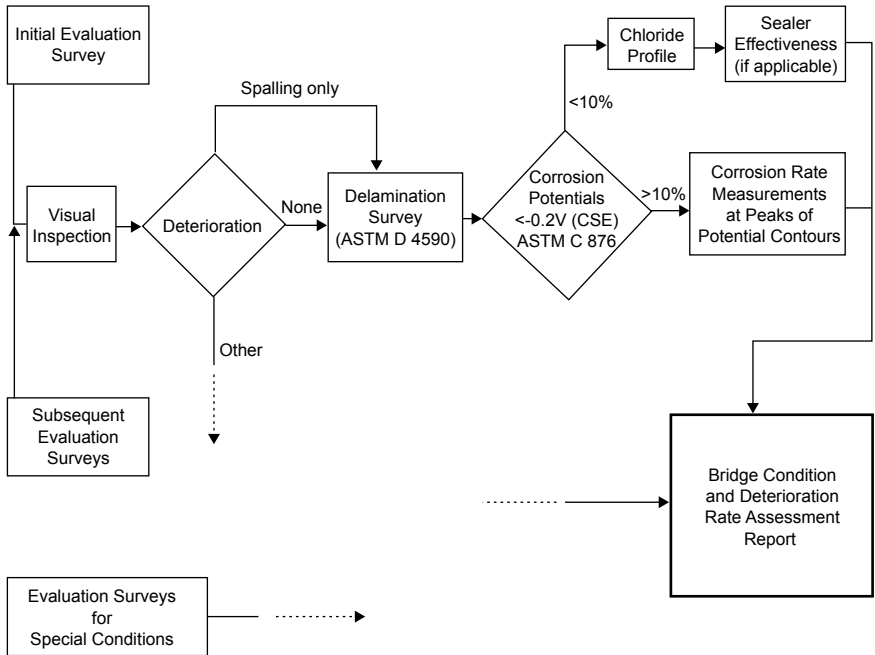 Initial Evaluation
Survey
Visual
Inspection
Subsequent
Evaluation
Surveys
Deterioration
Spalling only
None
Other
Delamination
Survey
(ASTM D 4590)
Corrosion
Potentials
<-0.2V (CSE)
ASTM C 876
<10%
>10%
Chloride
Profile
Sealer
Effectiveness
(if applicable)
Corrosion Rate
Measurements
at Peaks of
Potential Contours
Bridge Condition
and Deterioration
Rate Assessment
Report
Evaluation Surveys
for
Special Conditions